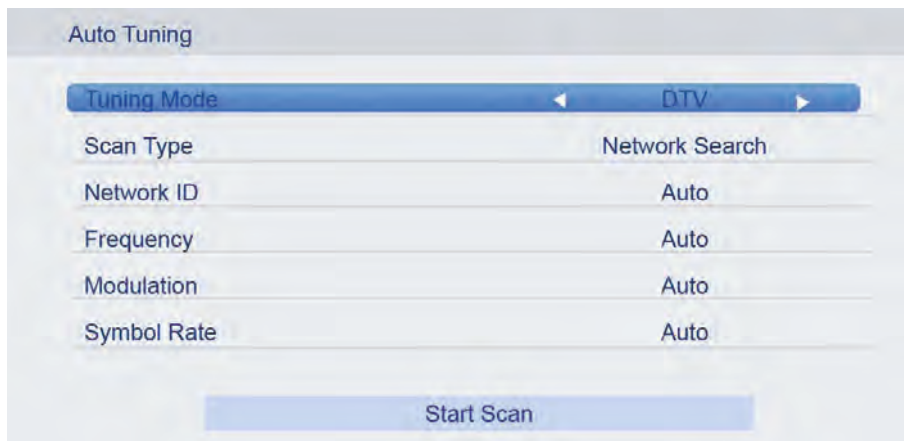 Auto Tuning
Tuning Mode DTV
Scan Type Network Search
Network ID Auto
Frequency Auto
Modulation Auto
Symbol Rate Auto
Start Scan